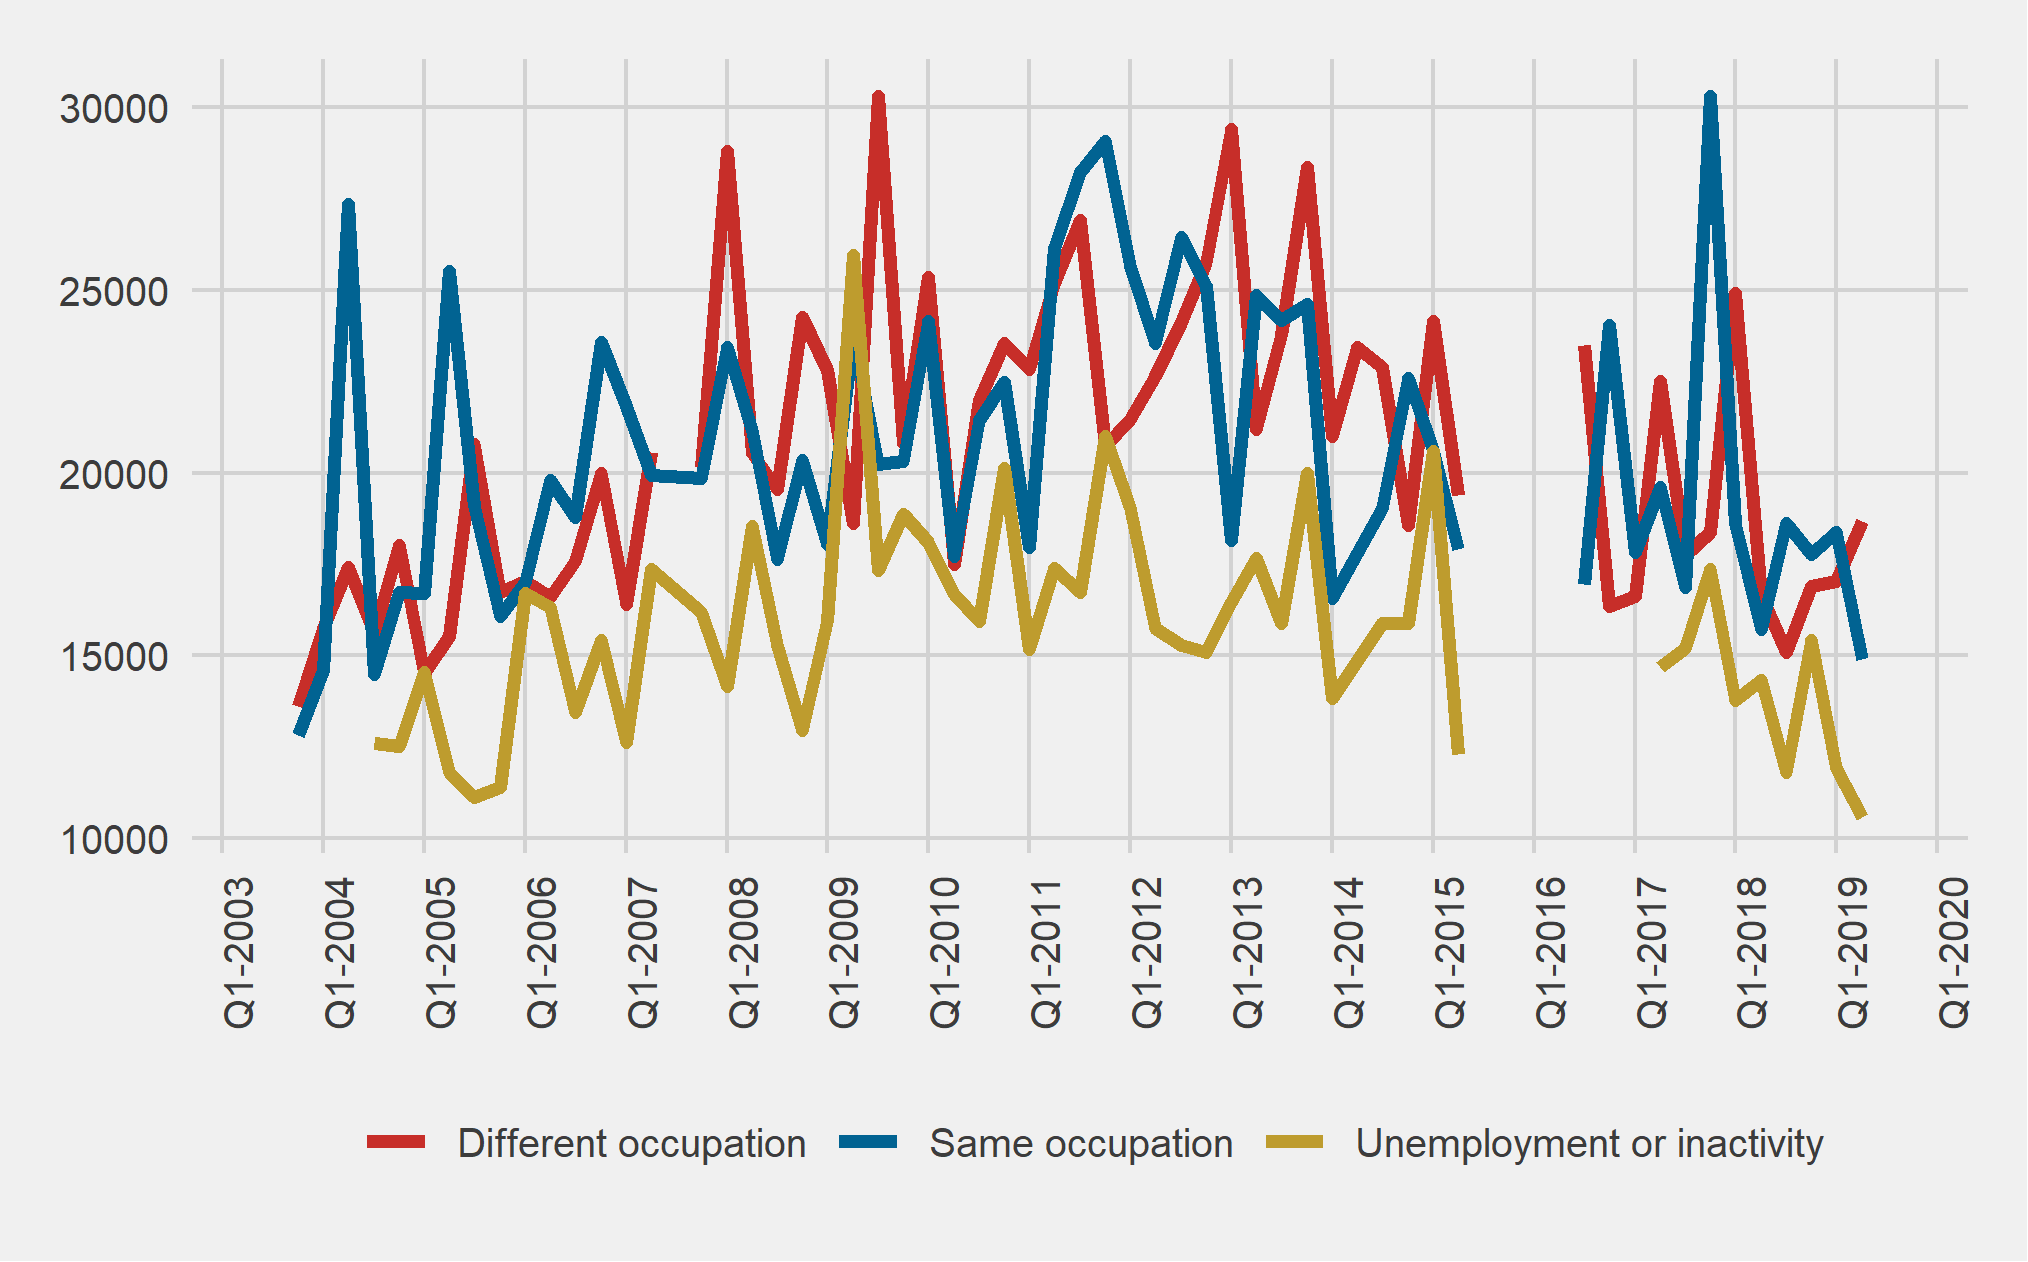 30000
25000
20000
15000
10000
Q1-2003
Q1-2004
Q1-2005
Q1-2006
Q1-2007
Q1-2008
Q1-2009
Q1-2010
Q1-2011
Q1-2012
Q1-2013
Q1-2014
Q1-2015
Q1-2016
Q1-2017
Q1-2018
Q1-2019
Q1-2020
Different occupation Same occupation Unemployment or inactivity